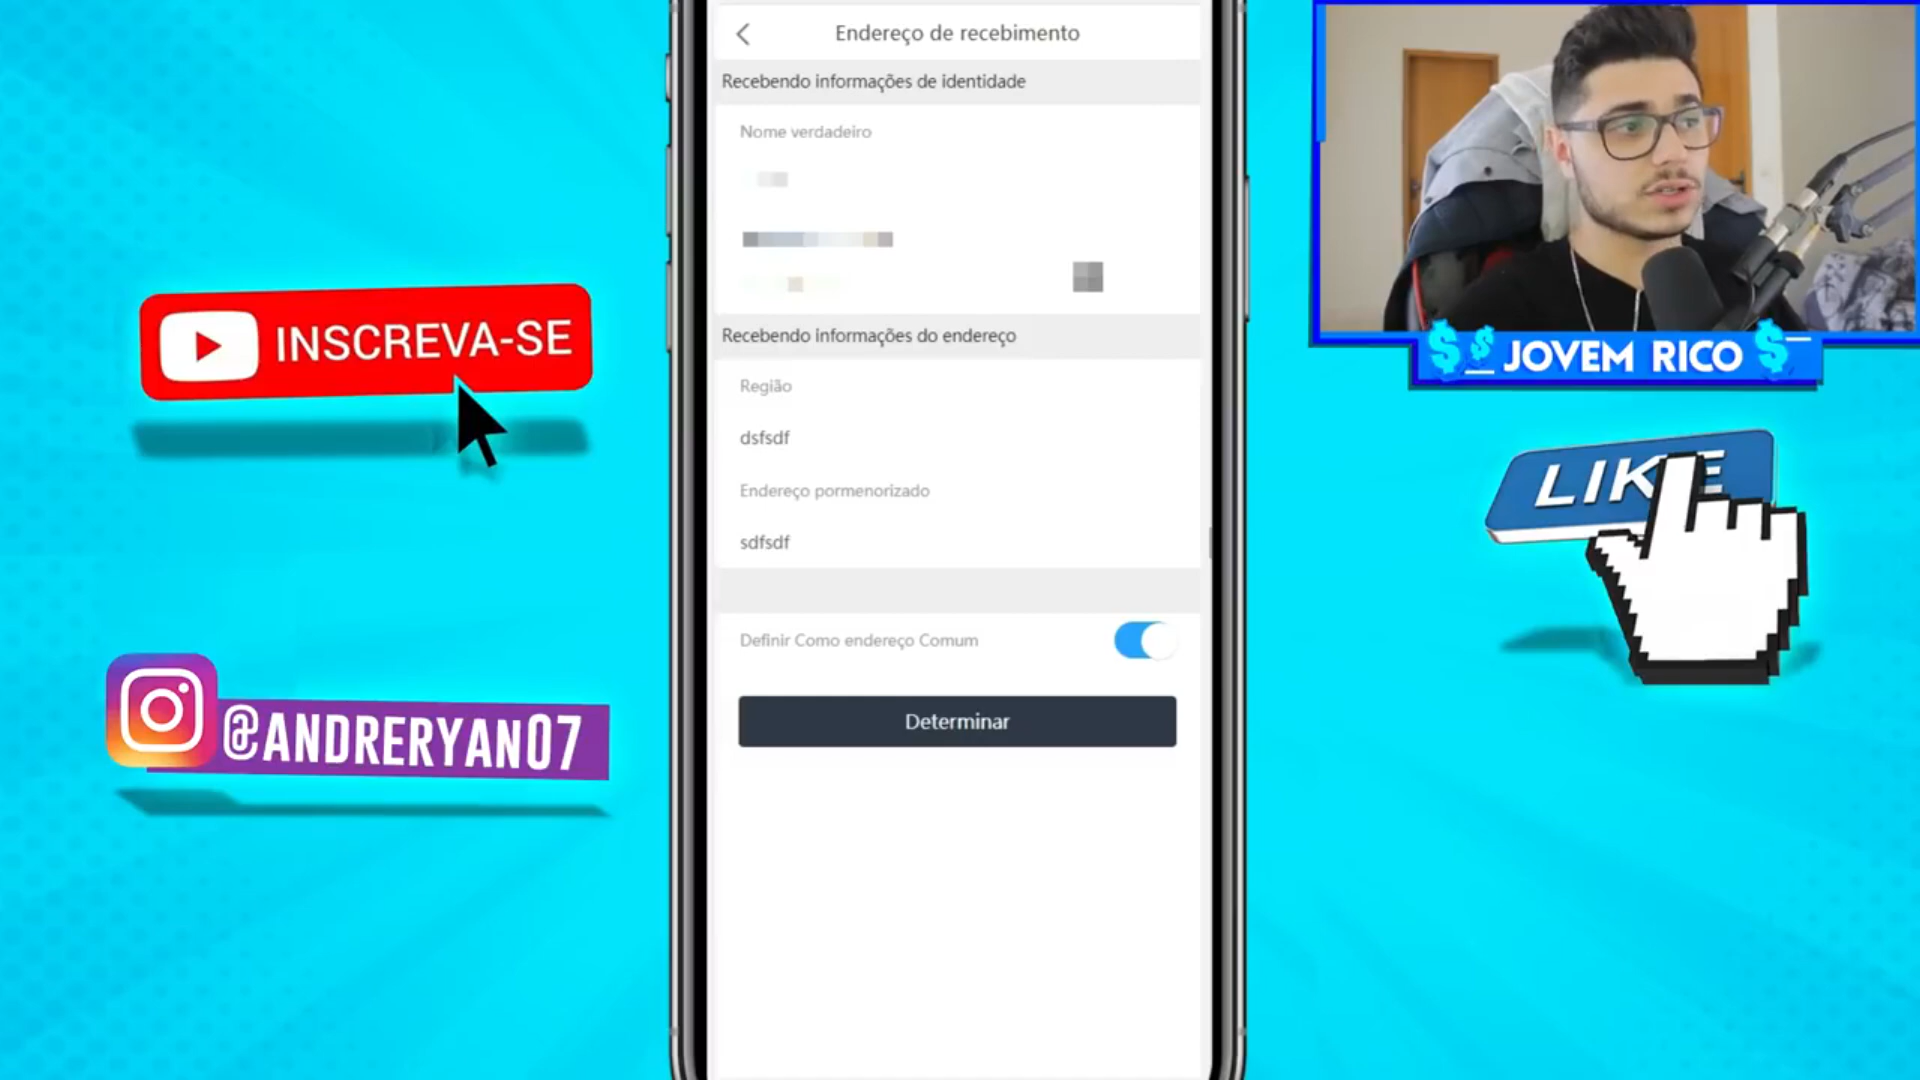 Endereço de recebimento
Recebendo informações de identidade
Nome verdadeiro
Recebendo informações do endereço
Região
dsfsdf
Endereço pormenorizado
sdfsdf
Definir Como endereço Comum
Determinar
INSCREVA-SE
@ANDRERYAN07
$ $ JOVEM RICO $
LIKE